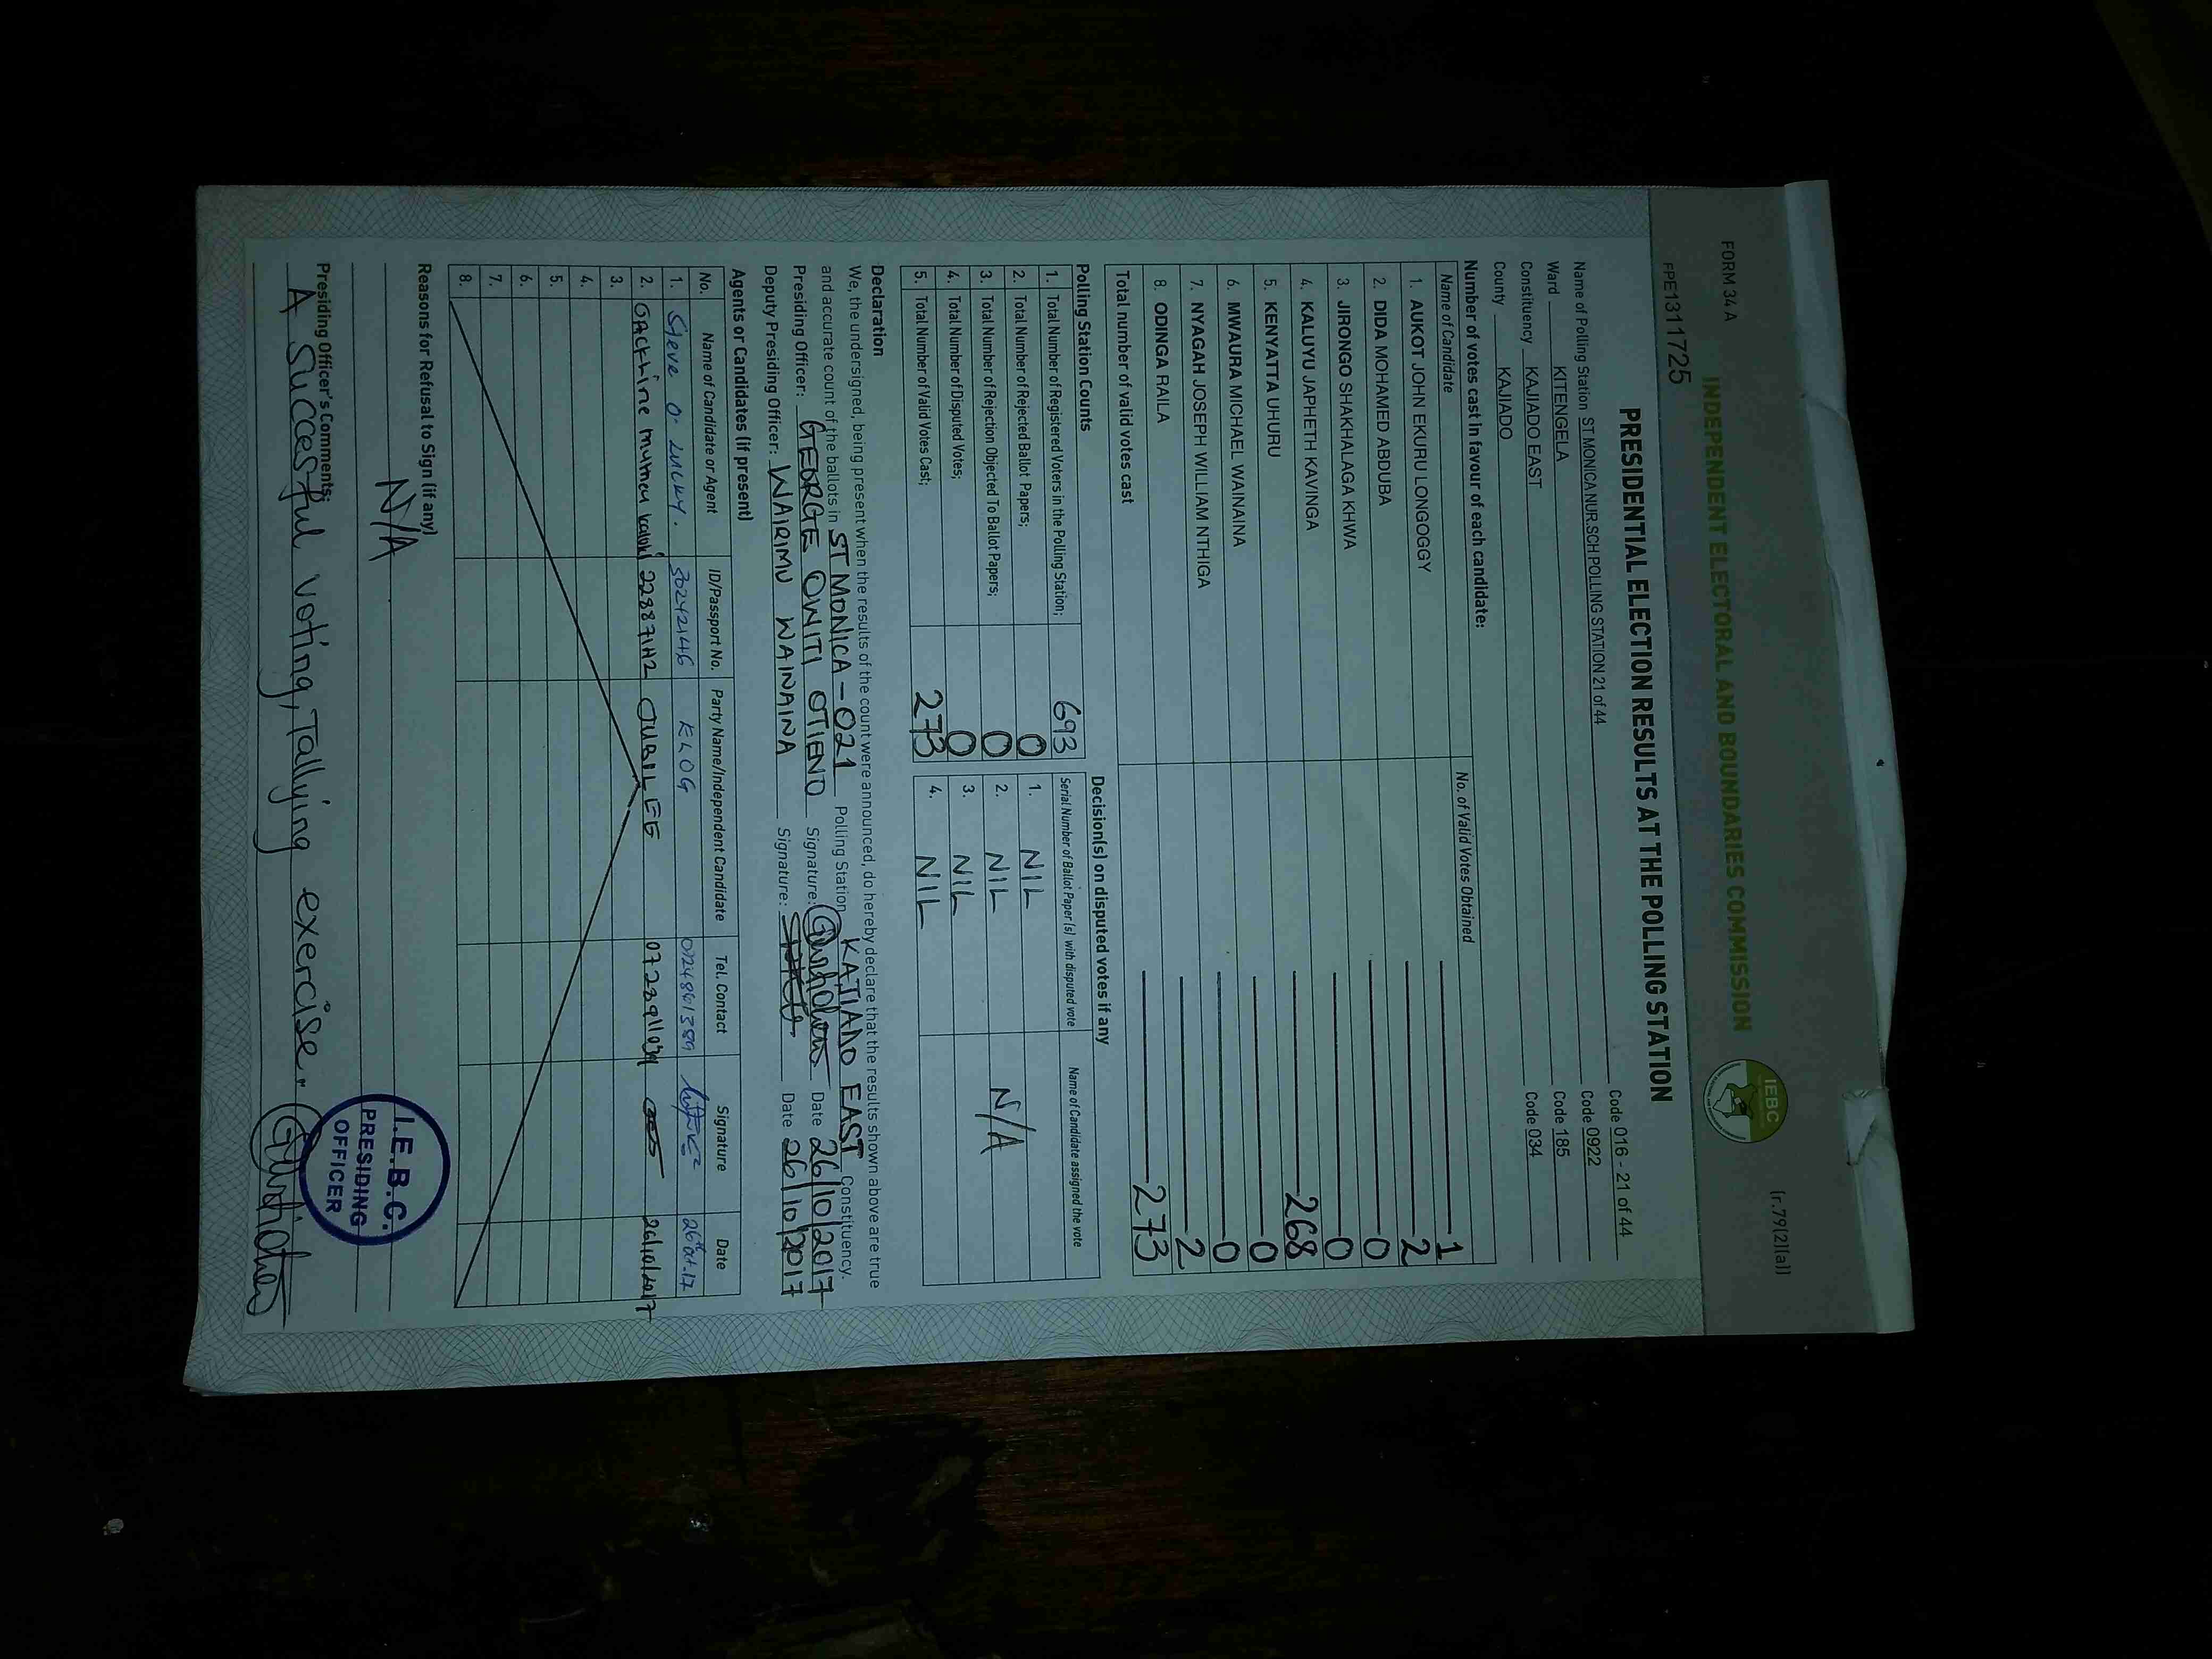 FORM 34 A
(r.79(2)(a))
INDEPENDENT ELECTORAL AND BOUNDARIES COMMISSION
IEBC
FPE1311725
PRESIDENTIAL ELECTION RESULTS AT THE POLLING STATION
Name of Polling Station ST MONICA NUR.SCH POLLING STATION 21 of 44 Code 016 - 21 of 44
Ward KITENGELA Code 0922
Constituency KAJIADO EAST Code 185
County KAJIADO Code 034
Number of votes cast in favour of each candidate:
Name of Candidate No. of Valid Votes Obtained
1. AUKOT JOHN EKURU LONGOGGY 1
2. DIDA MOHAMED ABDUBA 2
3. JIRONGO SHAKHALAGA KHWA 0
4. KALUYU JAPHETH KAVINGA 0
5. KENYATTA UHURU 268
6. MWAURA MICHAEL WAINAINA 0
7. NYAGAH JOSEPH WILLIAM NTHIGA 0
8. ODINGA RAILA 2
Total number of valid votes cast 273
Polling Station Counts
1. Total Number of Registered Voters in the Polling Station; 693
2. Total Number of Rejected Ballot Papers; 0
3. Total Number of Rejection Objected To Ballot Papers; 0
4. Total Number of Disputed Votes; 0
5. Total Number of Valid Votes Cast; 273
Decision(s) on disputed votes if any
Serial Number of Ballot Paper(s) with disputed vote Name of Candidate assigned the vote
1. NIL
2. NIL N/A
3. NIL
4. NIL
Declaration
We, the undersigned, being present when the results of the count were announced, do hereby declare that the results shown above are true
and accurate count of the ballots in ST MONICA - 021 Polling Station KAJIADO EAST Constituency.
Presiding Officer: GEORGE OWITI OTIENO Signature: Date 26/10/2017
Deputy Presiding Officer: WAIRIMU WAINAINA Signature: Date 26/10/2017
Agents or Candidates (if present)
No. Name of Candidate or Agent ID/Passport No. Party Name/Independent Candidate Tel. Contact Signature Date
1. Steve O. Lucky. 30242146 ELOG 26th Oct. 17
2. 22887142 JUBILEE 26/10/2017
3.
4.
5.
6.
7.
8.
Reasons for Refusal to Sign (if any)
N/A
Presiding Officer's Comments:
A Successful voting, Tallying exercise.
I.E.B.C.
PRESIDING
OFFICER